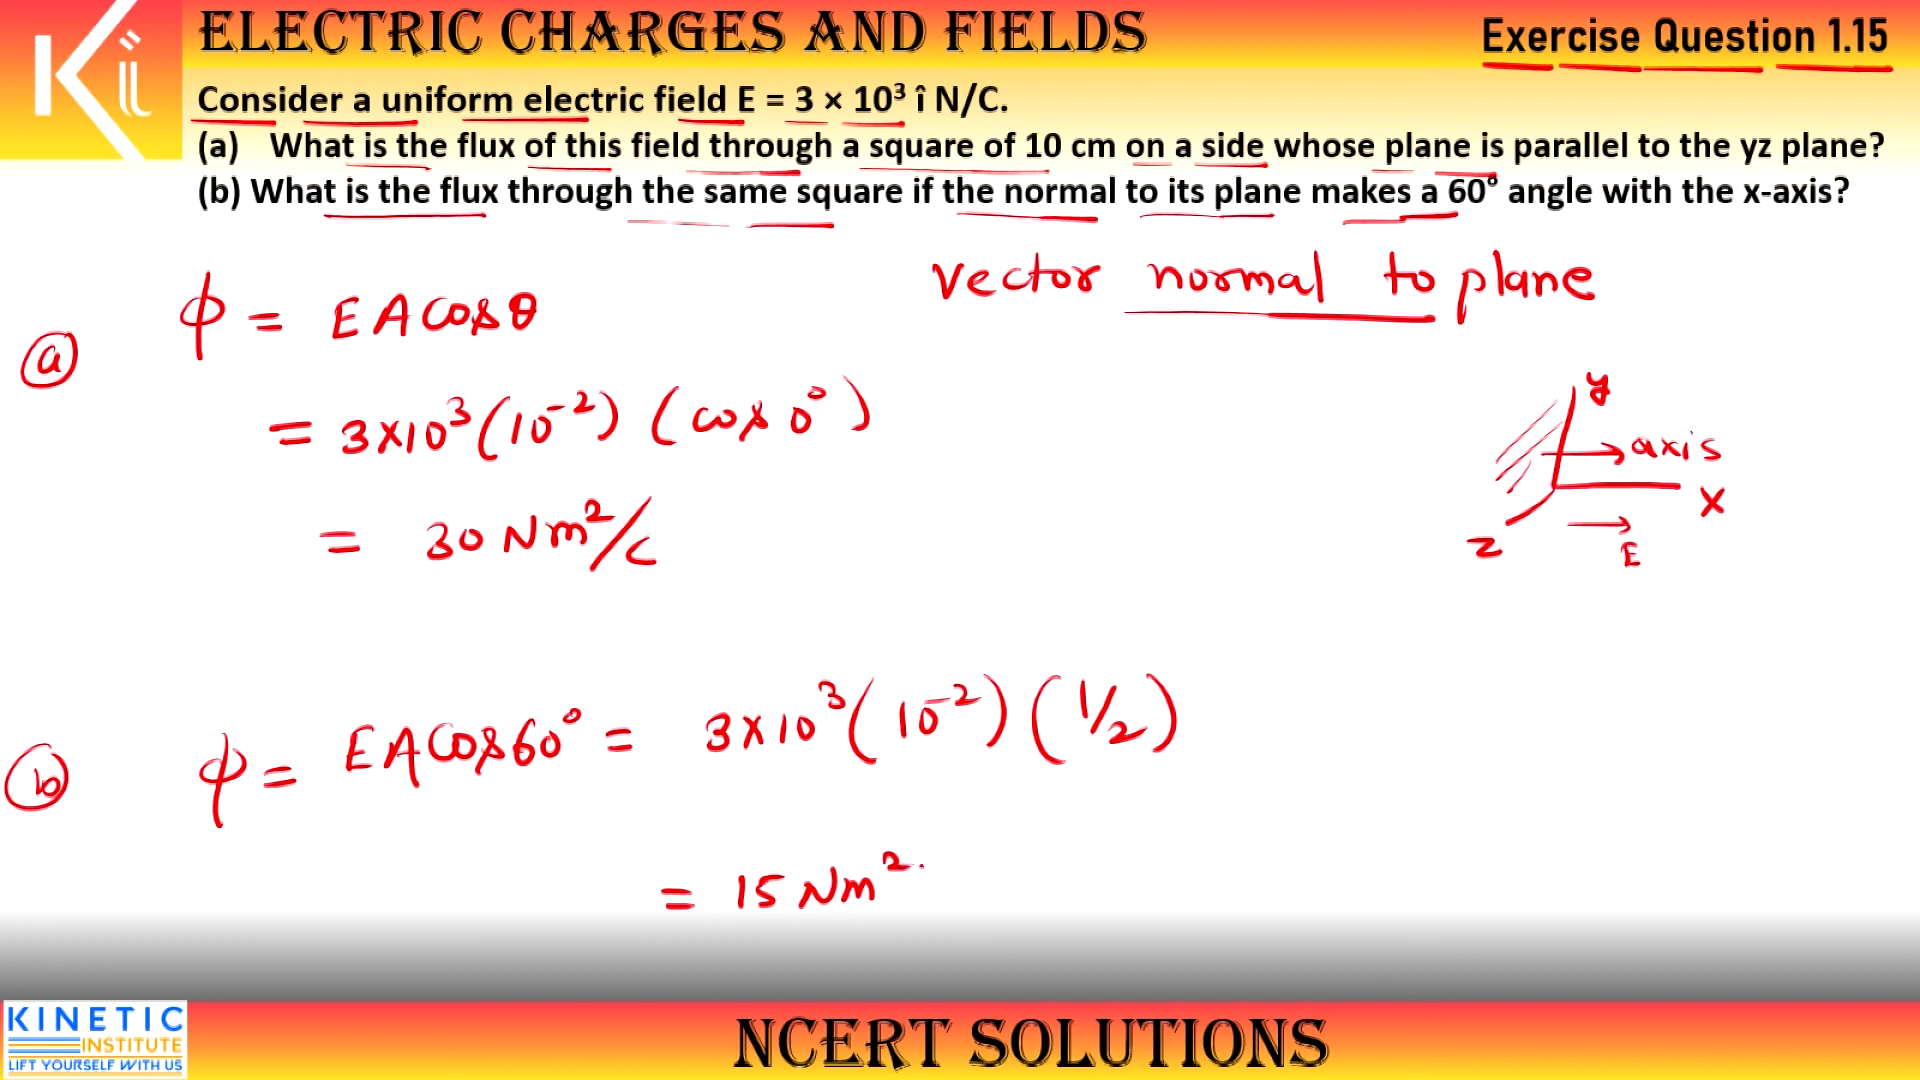 Ki
ELECTRIC CHARGES AND FIELDS
Exercise Question 1.15
Consider a uniform electric field E = 3 × 10³ î N/C.
(a) What is the flux of this field through a square of 10 cm on a side whose plane is parallel to the yz plane?
(b) What is the flux through the same square if the normal to its plane makes a 60° angle with the x-axis?
vector normal to plane
(a) φ = EA cos θ
= 3×10³ (10⁻²) (cos 0°)
= 30 Nm²/C
y
axis
X
Z
E
(b) φ = EA cos 60° = 3×10³ (10⁻²) (1/2)
= 15 Nm²
KINETIC
INSTITUTE
LIFT YOURSELF WITH US
NCERT SOLUTIONS